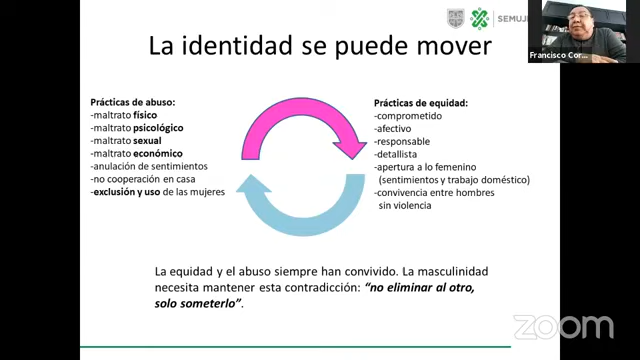 SEMUJ
Francisco Cor...
La identidad se puede mover
Prácticas de abuso:
-maltrato físico
-maltrato psicológico
-maltrato sexual
-maltrato económico
-anulación de sentimientos
-no cooperación en casa
-exclusión y uso de las mujeres
Prácticas de equidad:
-comprometido
-afectivo
-responsable
-detallista
-apertura a lo femenino
(sentimientos y trabajo doméstico)
-convivencia entre hombres
sin violencia
La equidad y el abuso siempre han convivido. La masculinidad
necesita mantener esta contradicción: “no eliminar al otro,
solo someterlo”.
zoom